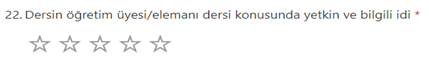 22. Dersin öğretim üyesi/elemanı dersi konusunda yetkin ve bilgili idi *